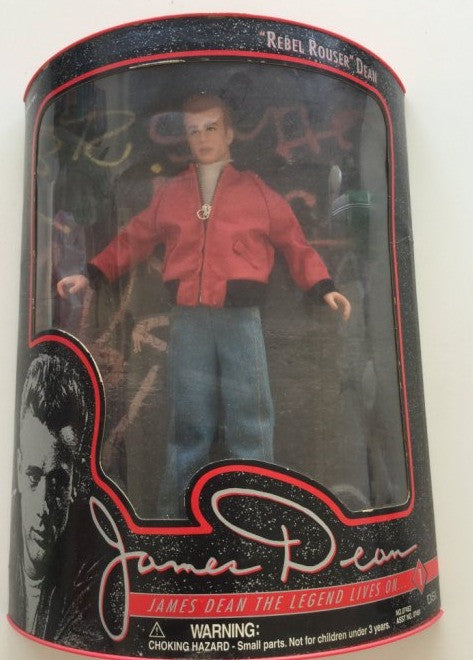 "REBEL ROUSER" DEAN
James Dean
JAMES DEAN THE LEGEND LIVES ON....!
WARNING:
CHOKING HAZARD - Small parts. Not for children under 3 years.